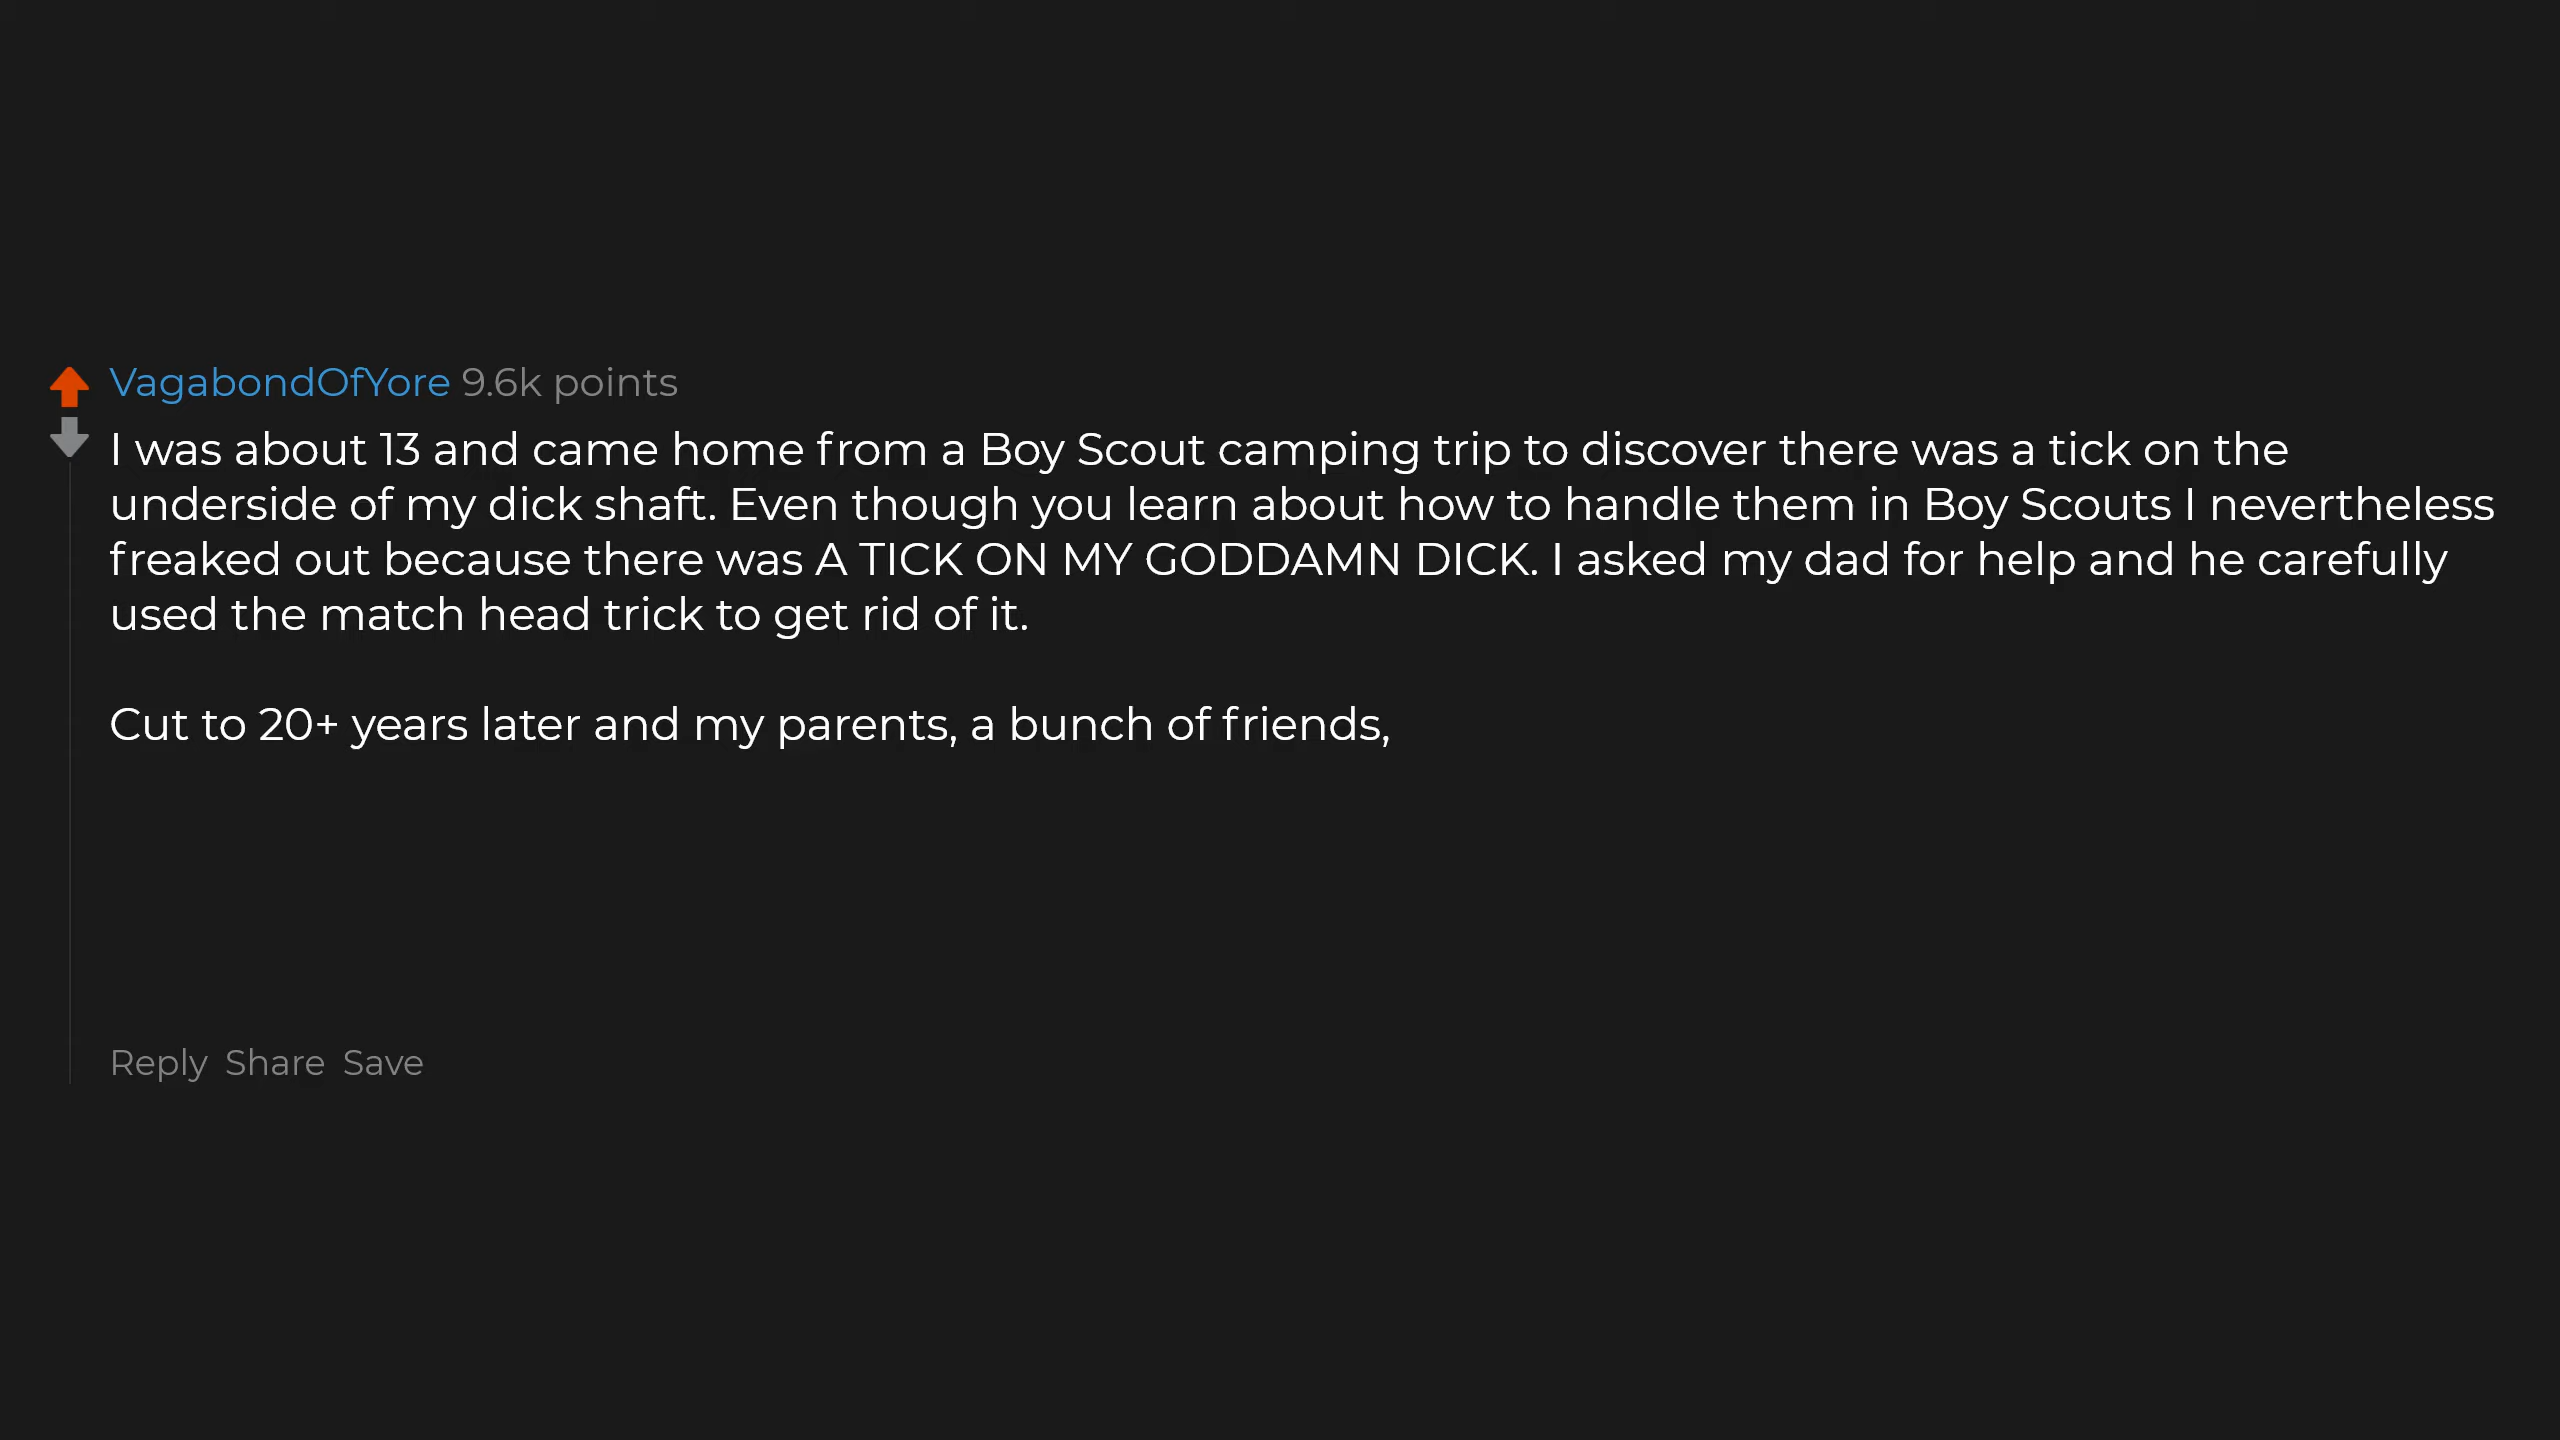 VagabondOfYore 9.6k points
I was about 13 and came home from a Boy Scout camping trip to discover there was a tick on the
underside of my dick shaft. Even though you learn about how to handle them in Boy Scouts I nevertheless
freaked out because there was A TICK ON MY GODDAMN DICK. I asked my dad for help and he carefully
used the match head trick to get rid of it.
Cut to 20+ years later and my parents, a bunch of friends,
Reply Share Save